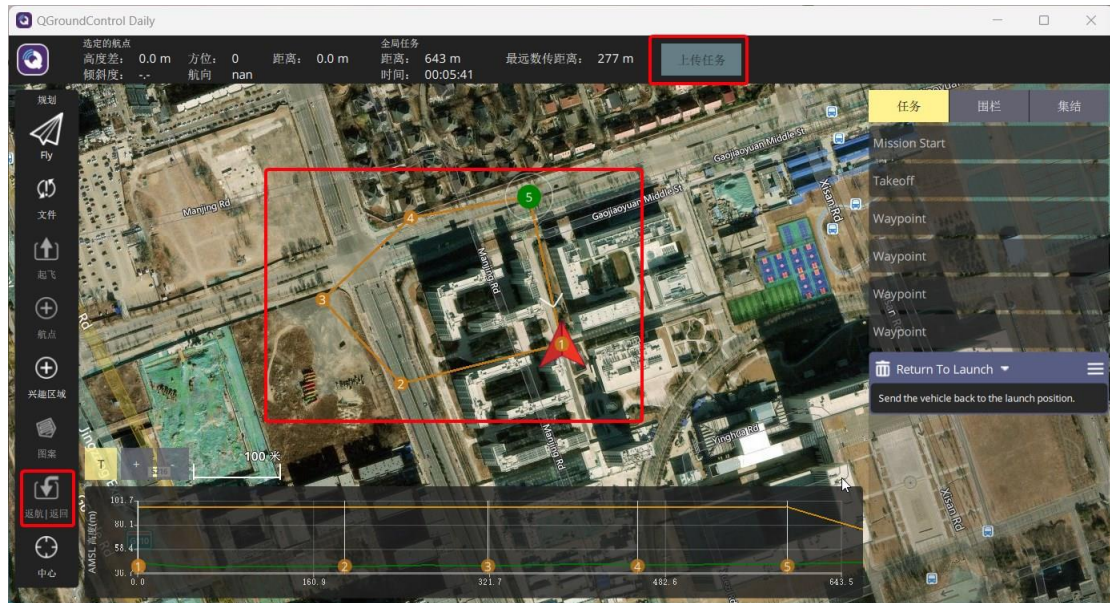 QGroundControl Daily
选定的航点
高度差： 0.0 m 方位： 0 距离： 0.0 m
倾斜度： -.- 航向 nan
全局任务
距离： 643 m 最远数传距离： 277 m
时间： 00:05:41
上传任务
规划
Fly
文件
起飞
航点
兴趣区域
图案
返航|返回
中心
任务 围栏 集结
Mission Start
Takeoff
Waypoint
Waypoint
Waypoint
Waypoint
Return To Launch
Send the vehicle back to the launch position.
Gaojiaoyuan Middle St
Gaojiaoyuan Middle St
Manjing Rd
Manjing Rd
Manjing Rd
Xisan Rd
Xisan Rd
Yinghua Rd
Rd
5
4
3
2
1
T + -
100 米
AMSL 高度(m)
101.7
80.1
58.4
1 2 3 4 5
0.0 160.9 321.7 482.6 643.5